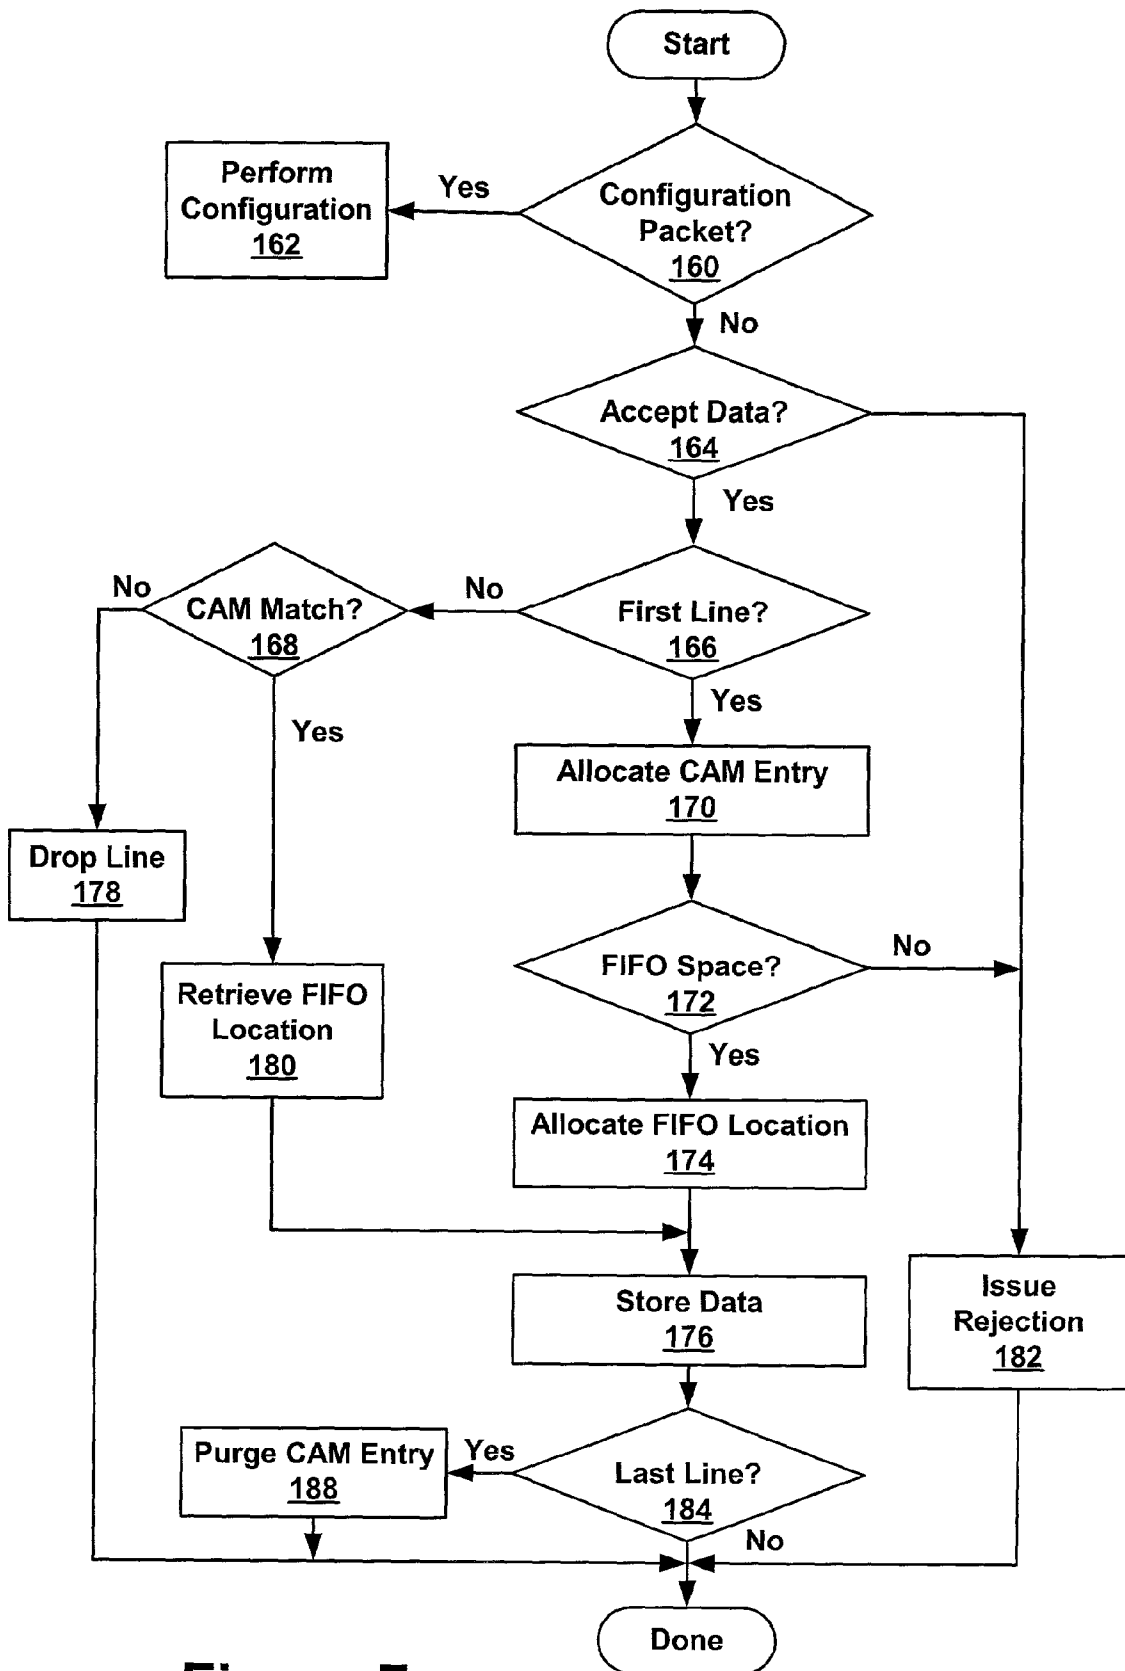 Start
Configuration
Packet?
160
Yes
Perform
Configuration
162
No
Accept Data?
164
Yes
First Line?
166
No
CAM Match?
168
No
Yes
Yes
Allocate CAM Entry
170
Drop Line
178
FIFO Space?
172
No
Retrieve FIFO
Location
180
Yes
Allocate FIFO Location
174
Store Data
176
Issue
Rejection
182
Last Line?
184
Yes
Purge CAM Entry
188
No
Done